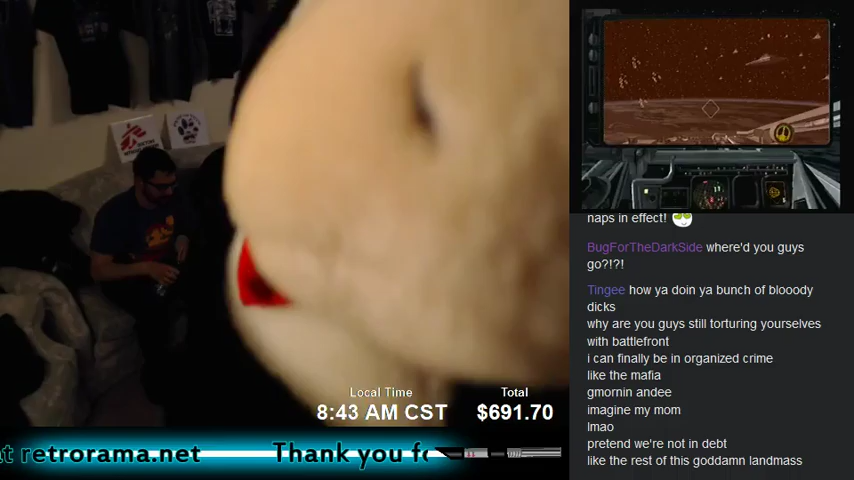 naps in effect!
BugForTheDarkSide where'd you guys
go?!?!
Tingee how ya doin ya bunch of blooody
dicks
why are you guys still torturing yourselves
with battlefront
i can finally be in organized crime
like the mafia
gmornin andee
imagine my mom
lmao
pretend we're not in debt
like the rest of this goddamn landmass
Local Time
Total
8:43 AM CST
$691.70
t retrorama.net
Thank you fo